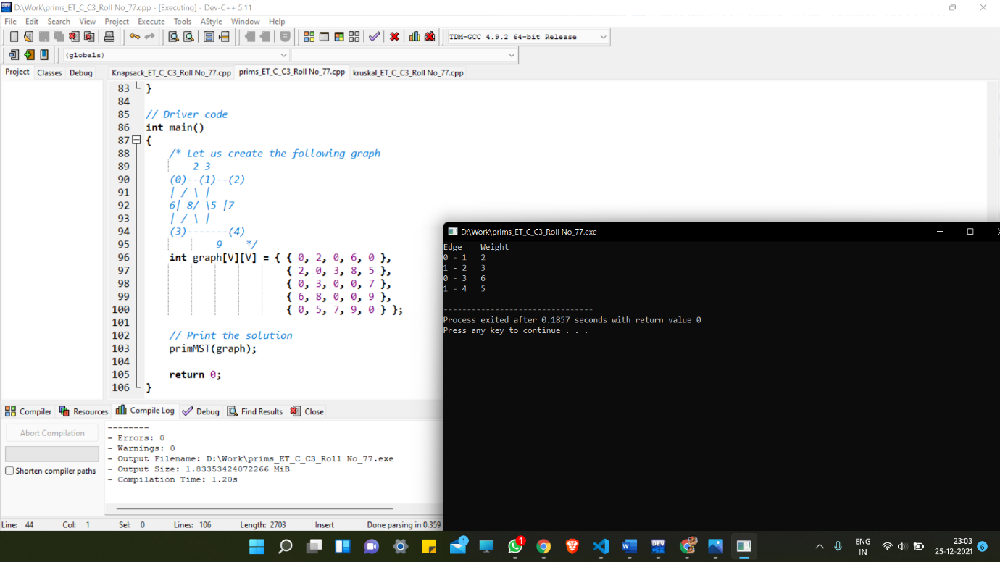 D:\Work\prims_ET_C_C3_Roll No_77.cpp - [Executing] - Dev-C++ 5.11
File Edit Search View Project Execute Tools AStyle Window Help
TDM-GCC 4.9.2 64-bit Release
(globals)
Project Classes Debug
Knapsack_ET_C_C3_Roll No_77.cpp prims_ET_C_C3_Roll No_77.cpp kruskal_ET_C_C3_Roll No_77.cpp
83 }
84
85 // Driver code
86 int main()
87 {
88 /* Let us create the following graph
89 2 3
90 (0)--(1)--(2)
91 | / \ |
92 6| 8/ \5 |7
93 | / \ |
94 (3)-------(4)
95 9 */
96 int graph[V][V] = { { 0, 2, 0, 6, 0 },
97 { 2, 0, 3, 8, 5 },
98 { 0, 3, 0, 0, 7 },
99 { 6, 8, 0, 0, 9 },
100 { 0, 5, 7, 9, 0 } };
101
102 // Print the solution
103 primMST(graph);
104
105 return 0;
106 }
D:\Work\prims_ET_C_C3_Roll No_77.exe
Edge Weight
0 - 1 2
1 - 2 3
0 - 3 6
1 - 4 5
--------------------------------
Process exited after 0.1857 seconds with return value 0
Press any key to continue . . .
Compiler Resources Compile Log Debug Find Results Close
Abort Compilation
Shorten compiler paths
--------
- Errors: 0
- Warnings: 0
- Output Filename: D:\Work\prims_ET_C_C3_Roll No_77.exe
- Output Size: 1.83353424072266 MiB
- Compilation Time: 1.20s
Line: 44 Col: 1 Sel: 0 Lines: 106 Length: 2703 Insert Done parsing in 0.359
1
1
DEV
ENG
IN
23:03
25-12-2021
6